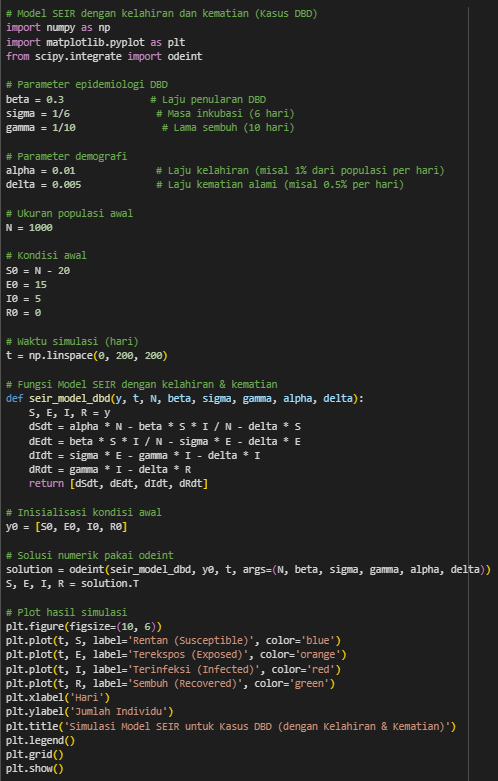 # Model SEIR dengan kelahiran dan kematian (Kasus DBD)
import numpy as np
import matplotlib.pyplot as plt
from scipy.integrate import odeint

# Parameter epidemiologi DBD
beta = 0.3              # Laju penularan DBD
sigma = 1/6              # Masa inkubasi (6 hari)
gamma = 1/10              # Lama sembuh (10 hari)

# Parameter demografi
alpha = 0.01             # Laju kelahiran (misal 1% dari populasi per hari)
delta = 0.005            # Laju kematian alami (misal 0.5% per hari)

# Ukuran populasi awal
N = 1000

# Kondisi awal
S0 = N - 20
E0 = 15
I0 = 5
R0 = 0

# Waktu simulasi (hari)
t = np.linspace(0, 200, 200)

# Fungsi Model SEIR dengan kelahiran & kematian
def seir_model_dbd(y, t, N, beta, sigma, gamma, alpha, delta):
    S, E, I, R = y
    dSdt = alpha * N - beta * S * I / N - delta * S
    dEdt = beta * S * I / N - sigma * E - delta * E
    dIdt = sigma * E - gamma * I - delta * I
    dRdt = gamma * I - delta * R
    return [dSdt, dEdt, dIdt, dRdt]

# Inisialisasi kondisi awal
y0 = [S0, E0, I0, R0]

# Solusi numerik pakai odeint
solution = odeint(seir_model_dbd, y0, t, args=(N, beta, sigma, gamma, alpha, delta))
S, E, I, R = solution.T

# Plot hasil simulasi
plt.figure(figsize=(10, 6))
plt.plot(t, S, label='Rentan (Susceptible)', color='blue')
plt.plot(t, E, label='Terekspos (Exposed)', color='orange')
plt.plot(t, I, label='Terinfeksi (Infected)', color='red')
plt.plot(t, R, label='Sembuh (Recovered)', color='green')
plt.xlabel('Hari')
plt.ylabel('Jumlah Individu')
plt.title('Simulasi Model SEIR untuk Kasus DBD (dengan Kelahiran & Kematian)')
plt.legend()
plt.grid()
plt.show()